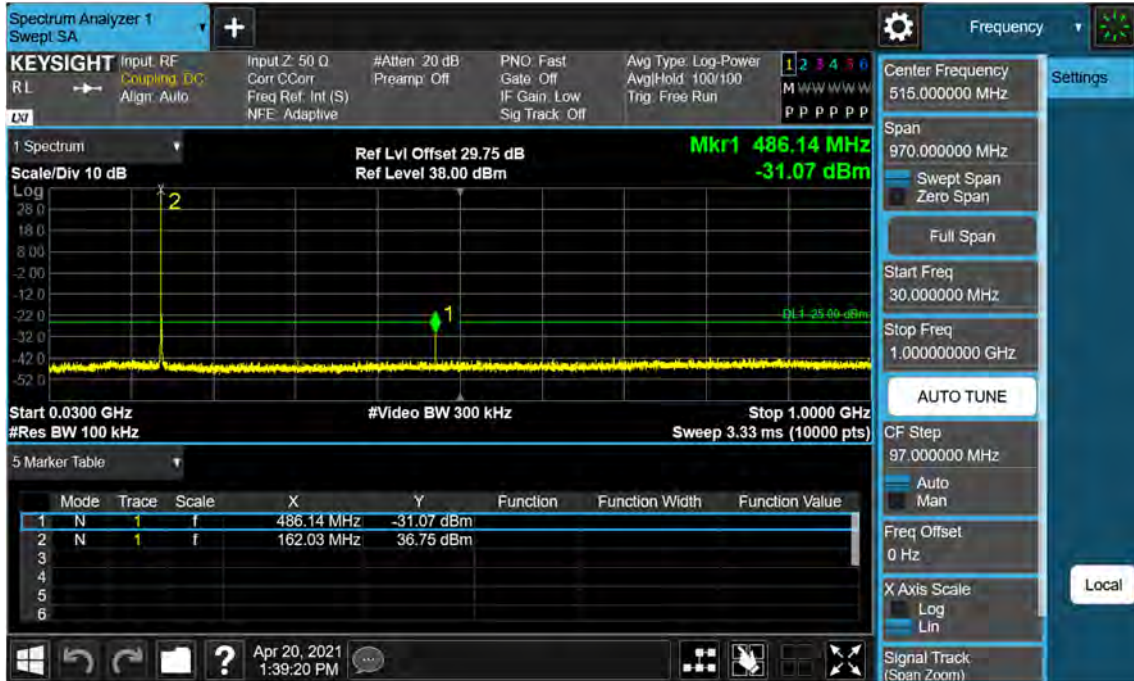 Spectrum Analyzer 1
Swept SA
+
Frequency
KEYSIGHT
RL
LXI
Input: RF
Coupling: DC
Align: Auto
Input Z: 50 Ω
Corr CCorr
Freq Ref: Int (S)
NFE: Adaptive
#Atten: 20 dB
Preamp: Off
PNO: Fast
Gate: Off
IF Gain: Low
Sig Track: Off
Avg Type: Log-Power
Avg|Hold: 100/100
Trig: Free Run
1 2 3 4 5 6
M W W W W W
P P P P P P
1 Spectrum
Scale/Div 10 dB
Ref Lvl Offset 29.75 dB
Ref Level 38.00 dBm
Mkr1 486.14 MHz
-31.07 dBm
Log
28.0
18.0
8.00
-2.00
-12.0
-22.0
-32.0
-42.0
-52.0
2
1
DL1 -25.00 dBm
Start 0.0300 GHz
#Res BW 100 kHz
#Video BW 300 kHz
Stop 1.0000 GHz
Sweep 3.33 ms (10000 pts)
5 Marker Table
Mode Trace Scale X Y Function Function Width Function Value
1 N 1 f 486.14 MHz -31.07 dBm
2 N 1 f 162.03 MHz 36.75 dBm
3
4
5
6
?
Apr 20, 2021
1:39:20 PM
Center Frequency
515.000000 MHz
Span
970.000000 MHz
Swept Span
Zero Span
Full Span
Start Freq
30.000000 MHz
Stop Freq
1.000000000 GHz
AUTO TUNE
CF Step
97.000000 MHz
Auto
Man
Freq Offset
0 Hz
X Axis Scale
Log
Lin
Signal Track
(Span Zoom)
Settings
Local